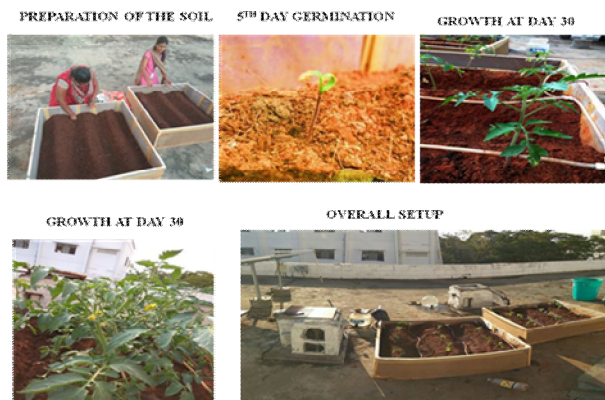 PREPARATION OF THE SOIL
5TH DAY GERMINATION
GROWTH AT DAY 30
GROWTH AT DAY 30
OVERALL SETUP